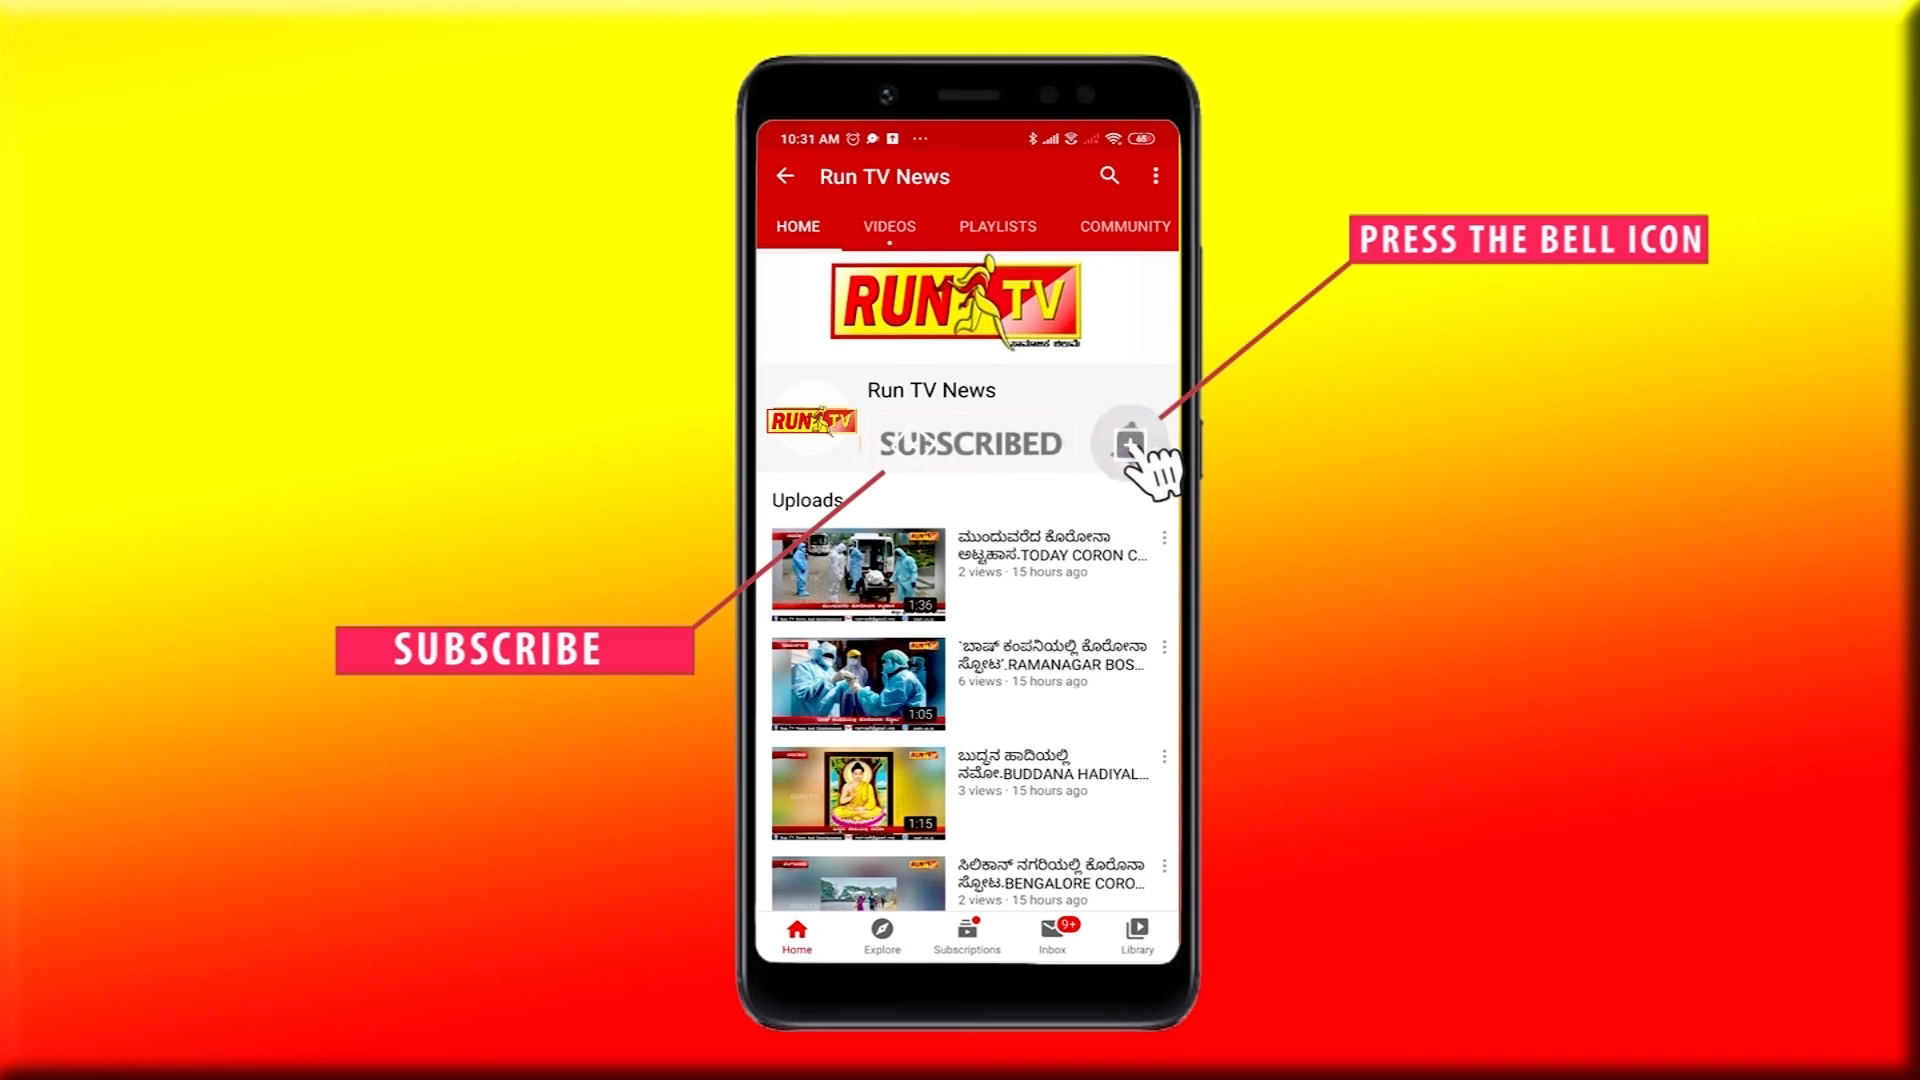 10:31 AM
65
Run TV News
HOME VIDEOS PLAYLISTS COMMUNITY
PRESS THE BELL ICON
RUN TV
ಸಾಮಾಜಿಕ ಚಿಲುಮೆ
Run TV News
RUN TV
SUBSCRIBED
Uploads
ಮುಂದುವರೆದ ಕೊರೋನಾ
ಅಟ್ಟಹಾಸ.TODAY CORON C...
2 views · 15 hours ago
1:36
SUBSCRIBE
`ಬಾಷ್ ಕಂಪನಿಯಲ್ಲಿ ಕೊರೋನಾ
ಸ್ಫೋಟ'.RAMANAGAR BOS...
6 views · 15 hours ago
1:05
ಬುದ್ಧನ ಹಾದಿಯಲ್ಲಿ
ನಮೋ.BUDDANA HADIYAL...
3 views · 15 hours ago
1:15
ಸಿಲಿಕಾನ್ ನಗರಿಯಲ್ಲಿ ಕೊರೊನಾ
ಸ್ಫೋಟ.BENGALORE CORO...
2 views · 15 hours ago
9+
Home Explore Subscriptions Inbox Library